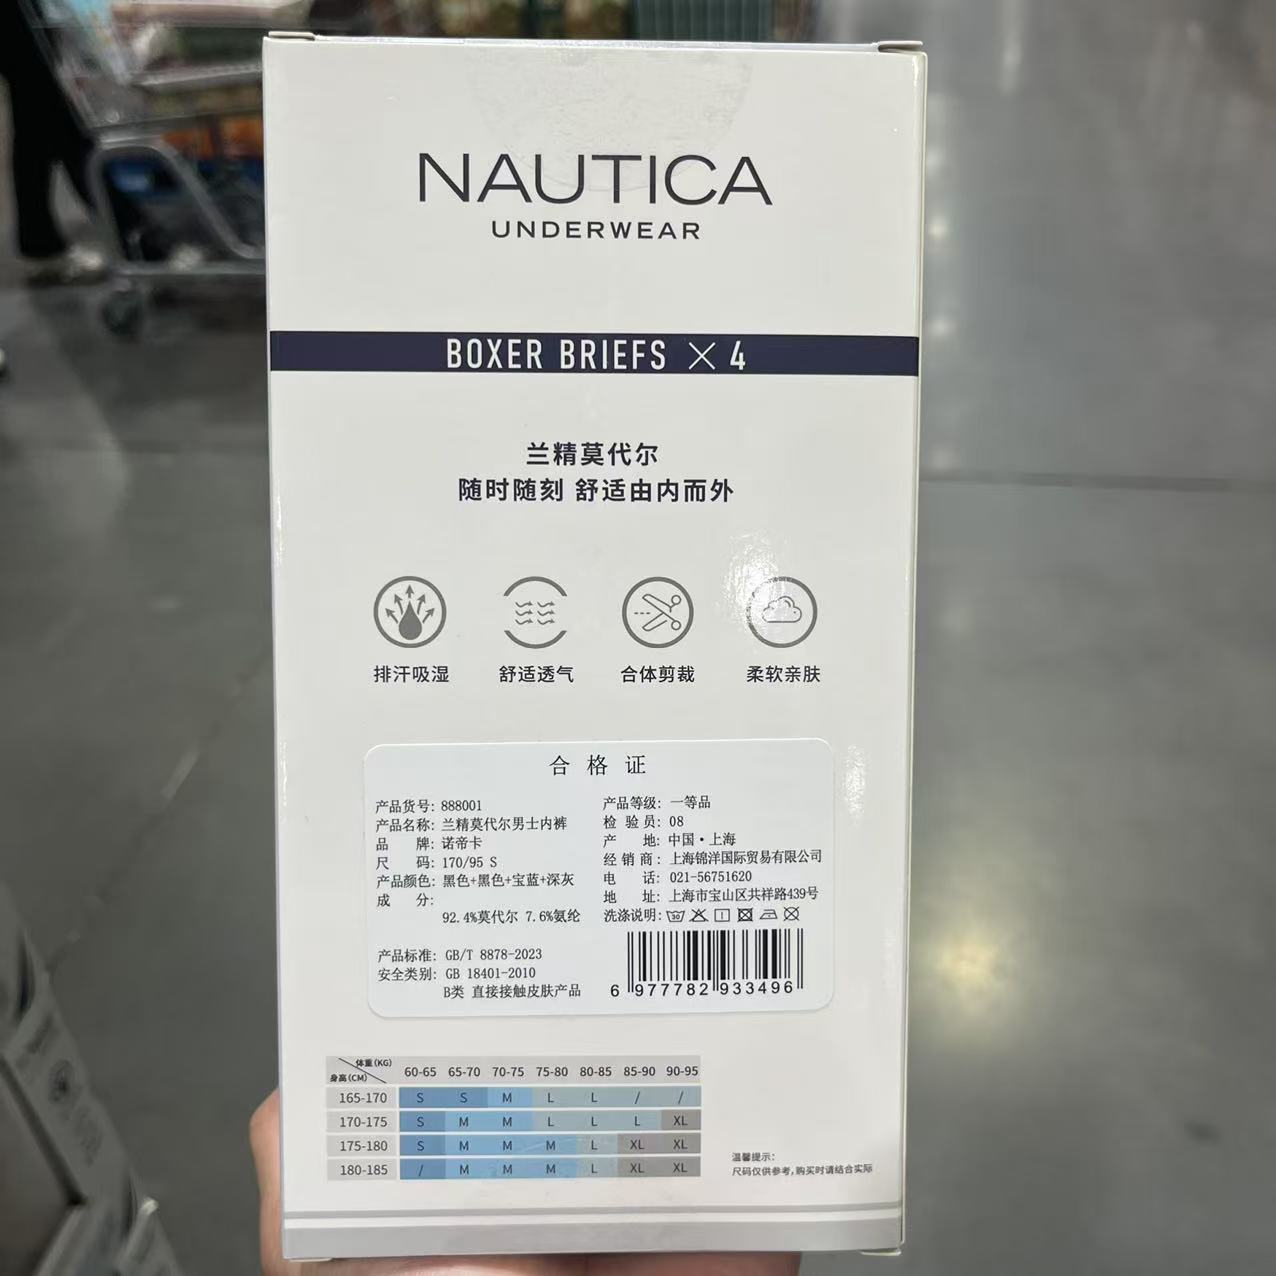 NAUTICA
UNDERWEAR
BOXER BRIEFS × 4
兰精莫代尔
随时随刻 舒适由内而外
排汗吸湿 舒适透气 合体剪裁 柔软亲肤
合格证
产品货号: 888001
产品名称: 兰精莫代尔男士内裤
品 牌: 诺帝卡
尺 码: 170/95 S
产品颜色: 黑色+黑色+宝蓝+深灰
成 分:
92.4%莫代尔 7.6%氨纶
产品标准: GB/T 8878-2023
安全类别: GB 18401-2010
B类 直接接触皮肤产品
产品等级: 一等品
检 验 员: 08
产 地: 中国·上海
经 销 商: 上海锦洋国际贸易有限公司
电 话: 021-56751620
地 址: 上海市宝山区共祥路439号
洗涤说明: 30
6 977782 933496
体重(KG)
身高(CM) 60-65 65-70 70-75 75-80 80-85 85-90 90-95
165-170 S S M L L / /
170-175 S M M L L L XL
175-180 S M M M L XL XL
180-185 / M M M L XL XL
温馨提示:
尺码仅供参考,购买时请结合实际